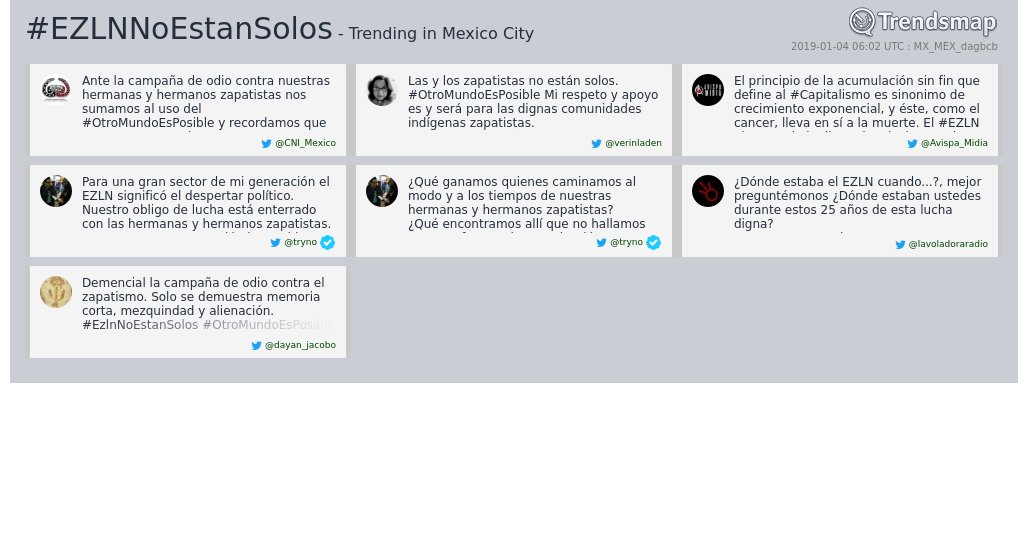 #EZLNNoEstanSolos - Trending in Mexico City
Trendsmap
2019-01-04 06:02 UTC : MX_MEX_dagbcb
Ante la campaña de odio contra nuestras
hermanas y hermanos zapatistas nos
sumamos al uso del
#OtroMundoEsPosible y recordamos que
@CNI_Mexico
Las y los zapatistas no están solos.
#OtroMundoEsPosible Mi respeto y apoyo
es y será para las dignas comunidades
indígenas zapatistas.
@verinladen
AVISPA
MIDIA
El principio de la acumulación sin fin que
define al #Capitalismo es sinonimo de
crecimiento exponencial, y éste, como el
cancer, lleva en sí a la muerte. El #EZLN
@Avispa_Midia
Para una gran sector de mi generación el
EZLN significó el despertar político.
Nuestro obligo de lucha está enterrado
con las hermanas y hermanos zapatistas.
@tryno
¿Qué ganamos quienes caminamos al
modo y a los tiempos de nuestras
hermanas y hermanos zapatistas?
¿Qué encontramos allí que no hallamos
@tryno
¿Dónde estaba el EZLN cuando...?, mejor
preguntémonos ¿Dónde estaban ustedes
durante estos 25 años de esta lucha
digna?
@lavoladoraradio
Demencial la campaña de odio contra el
zapatismo. Solo se demuestra memoria
corta, mezquindad y alienación.
#EzlnNoEstanSolos #OtroMundoEsPosible
@dayan_jacobo